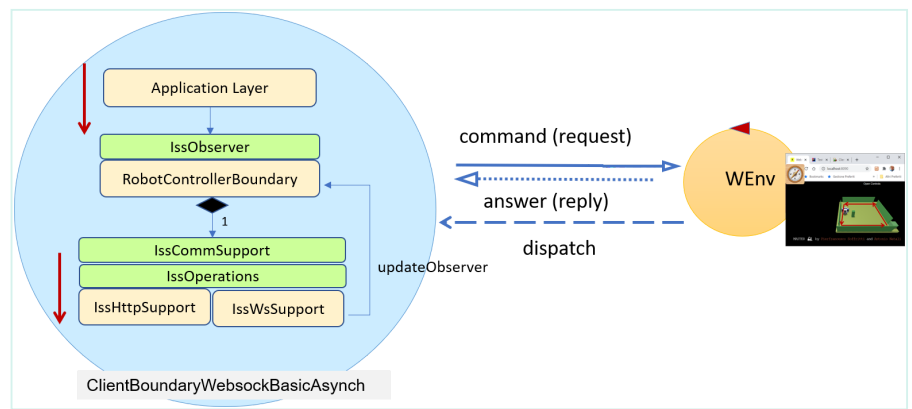 Application Layer
IssObserver
RobotControllerBoundary
1
IssCommSupport
IssOperations
IssHttpSupport
IssWsSupport
updateObserver
ClientBoundaryWebsockBasicAsynch
command (request)
answer (reply)
dispatch
WEnv